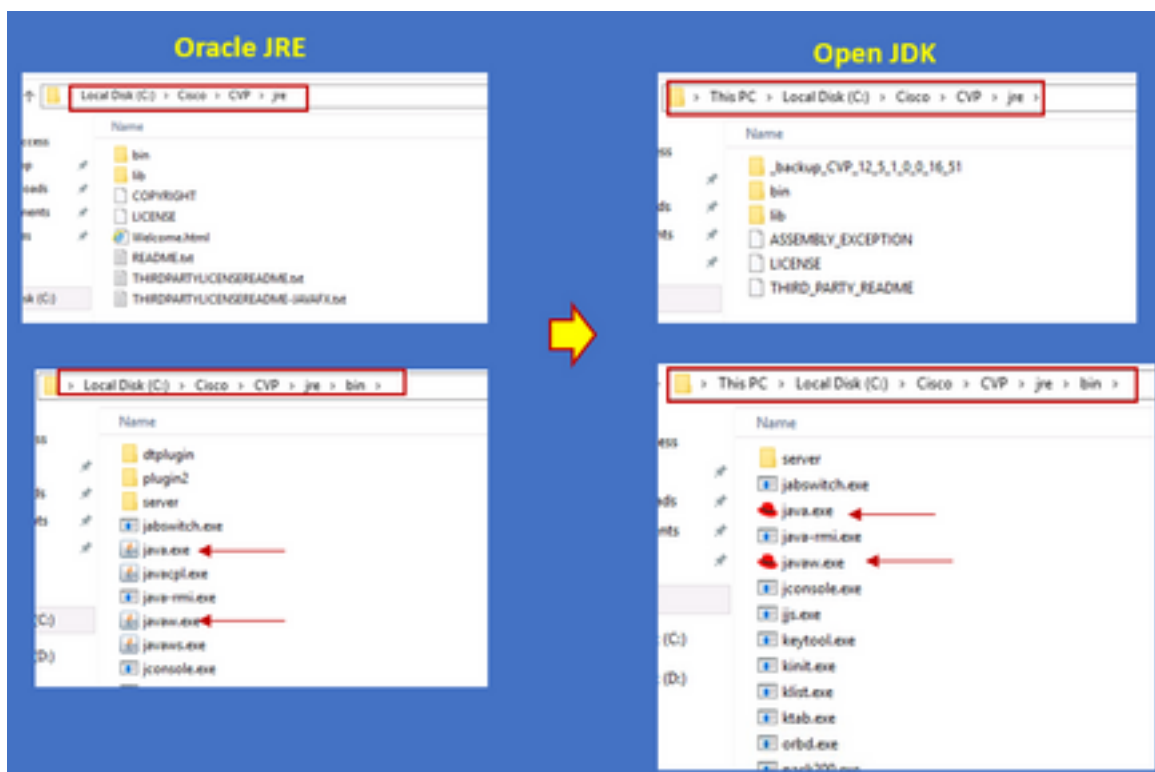 Oracle JRE
Local Disk (C:) > Cisco > CVP > jre
Name
bin
lib
COPYRIGHT
LICENSE
Welcome.html
README.txt
THIRDPARTYLICENSEREADME.txt
THIRDPARTYLICENSEREADME-JAVAFX.txt
> Local Disk (C:) > Cisco > CVP > jre > bin >
Name
dtplugin
plugin2
server
jabswitch.exe
java.exe
javacpl.exe
java-rmi.exe
javaw.exe
javaws.exe
jconsole.exe
(C:)
(D:)
Open JDK
> This PC > Local Disk (C:) > Cisco > CVP > jre >
Name
_backup_CVP_12_5_1_0_0_16_51
bin
lib
ASSEMBLY_EXCEPTION
LICENSE
THIRD_PARTY_README
> This PC > Local Disk (C:) > Cisco > CVP > jre > bin >
Name
server
jabswitch.exe
java.exe
java-rmi.exe
javaw.exe
jconsole.exe
jjs.exe
keytool.exe
kinit.exe
klist.exe
ktab.exe
orbd.exe
(C:)
(D:)